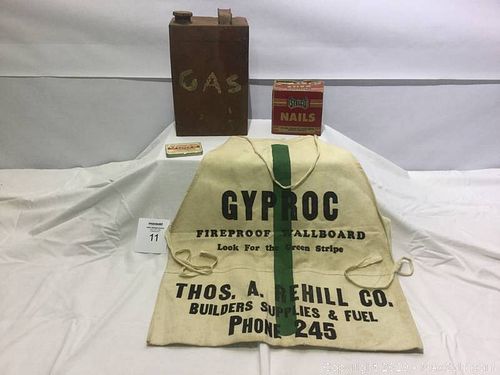 GAS
NAILS
11
GYPROC
FIREPROOF WALLBOARD
Look For the Green Stripe
THOS. A. REHILL CO.
BUILDERS SUPPLIES & FUEL
PHONE 245